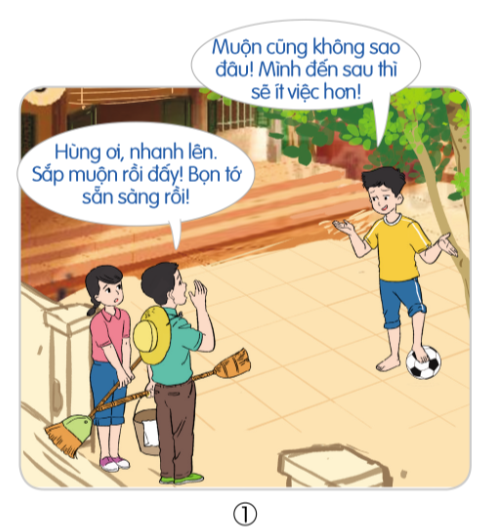 Muộn cũng không sao
đâu! Mình đến sau thì
sẽ ít việc hơn!
Hùng ơi, nhanh lên.
Sắp muộn rồi đấy! Bọn tớ
sẵn sàng rồi!
①